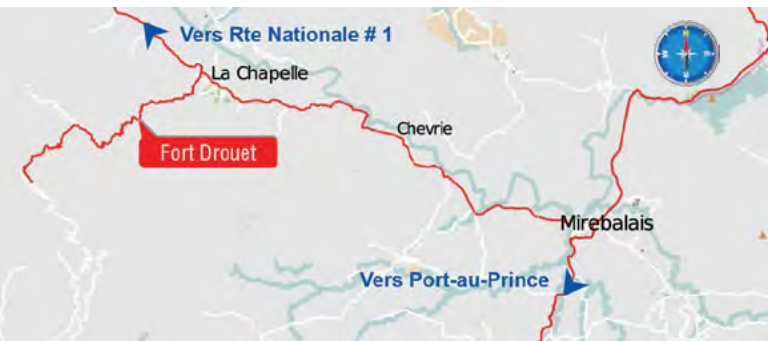 Vers Rte Nationale # 1
La Chapelle
Chevrie
Fort Drouet
Mirebalais
Vers Port-au-Prince